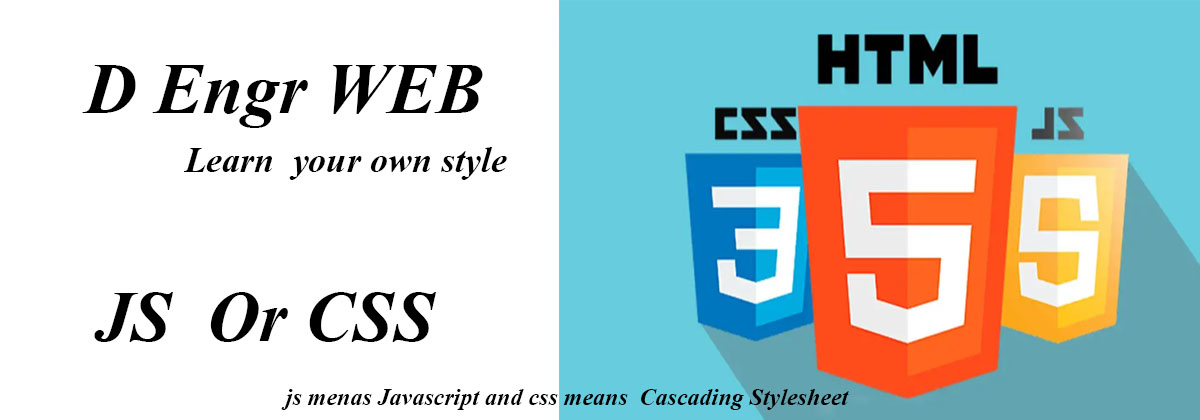 D Engr WEB
Learn  your own style
JS  Or CSS
js menas Javascript and css means  Cascading Stylesheet
HTML
CSS
JS
3
5
5